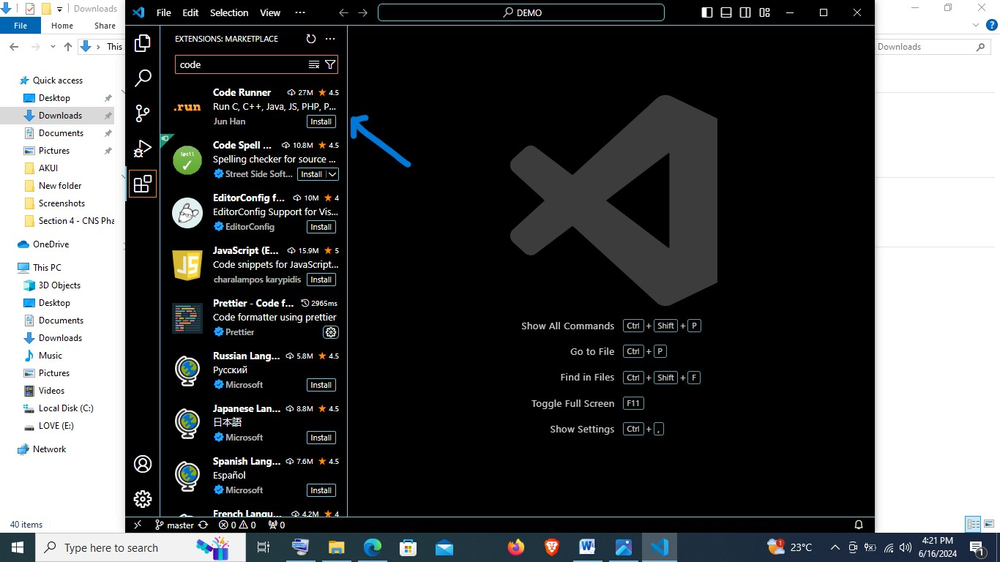 Downloads
File Home Share
This
Downloads
Quick access
Desktop
Downloads
Documents
Pictures
AKUI
New folder
Screenshots
Section 4 - CNS Pha
OneDrive
This PC
3D Objects
Desktop
Documents
Downloads
Music
Pictures
Videos
Local Disk (C:)
LOVE (E:)
Network
40 items
File Edit Selection View ···
DEMO
EXTENSIONS: MARKETPLACE
code
Code Runner 27M 4.5
.run
Run C, C++, Java, JS, PHP, P...
Jun Han Install
Code Spell ... 10.8M 4.5
Spell
Spelling checker for source ...
Street Side Soft... Install
EditorConfig f... 10M 4
EditorConfig Support for Vis...
EditorConfig Install
JavaScript (E... 15.9M 5
JS
Code snippets for JavaScript...
charalampos karypidis Install
Prettier - Code f... 2965ms
Code formatter using prettier
Prettier
Russian Lang... 5.8M 4.5
Русский
Microsoft Install
Japanese Lan... 8.8M 4.5
日本語
Microsoft Install
Spanish Lang... 7.6M 4.5
Español
Microsoft Install
French Langu... 4.2M 4
Show All Commands Ctrl + Shift + P
Go to File Ctrl + P
Find in Files Ctrl + Shift + F
Toggle Full Screen F11
Show Settings Ctrl + ,
master 0 0 0
Type here to search
1
23°C
4:21 PM
6/16/2024
1